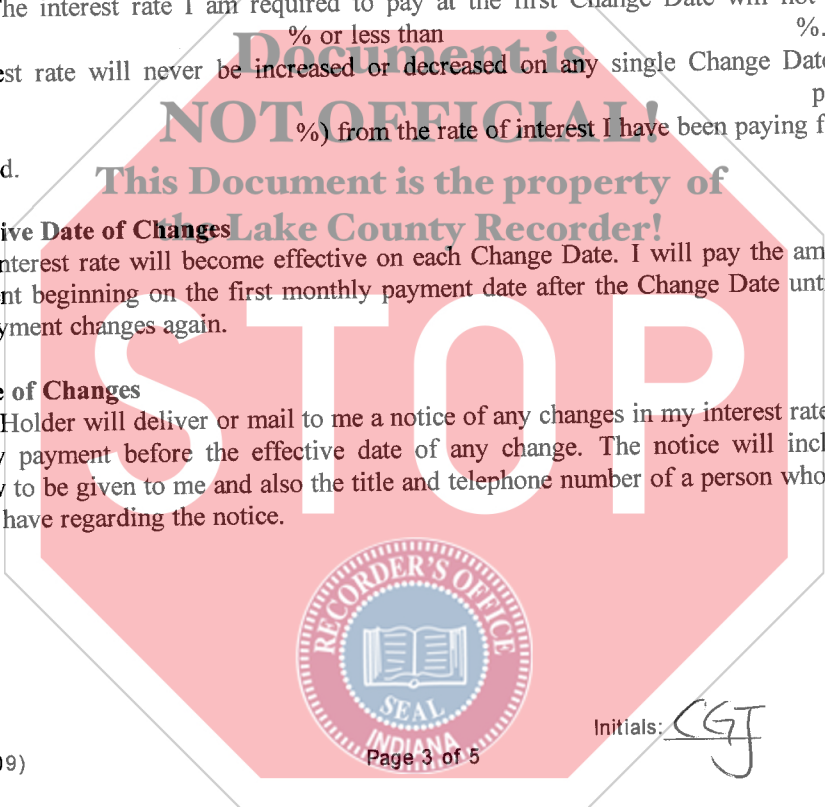 The interest rate I am required to pay at the first Change Date will not
% or less than %.
est rate will never be increased or decreased on any single Change Date
p
%) from the rate of interest I have been paying f
d.
ive Date of Changes
nterest rate will become effective on each Change Date. I will pay the am
nt beginning on the first monthly payment date after the Change Date unt
yment changes again.
e of Changes
Holder will deliver or mail to me a notice of any changes in my interest rate
y payment before the effective date of any change. The notice will incl
y to be given to me and also the title and telephone number of a person who
have regarding the notice.
Document is
NOT OFFICIAL!
This Document is the property of
the Lake County Recorder!
STOP
RECORDER'S OFFICE
SEAL
INDIANA
Initials: CGJ
09)
Page 3 of 5